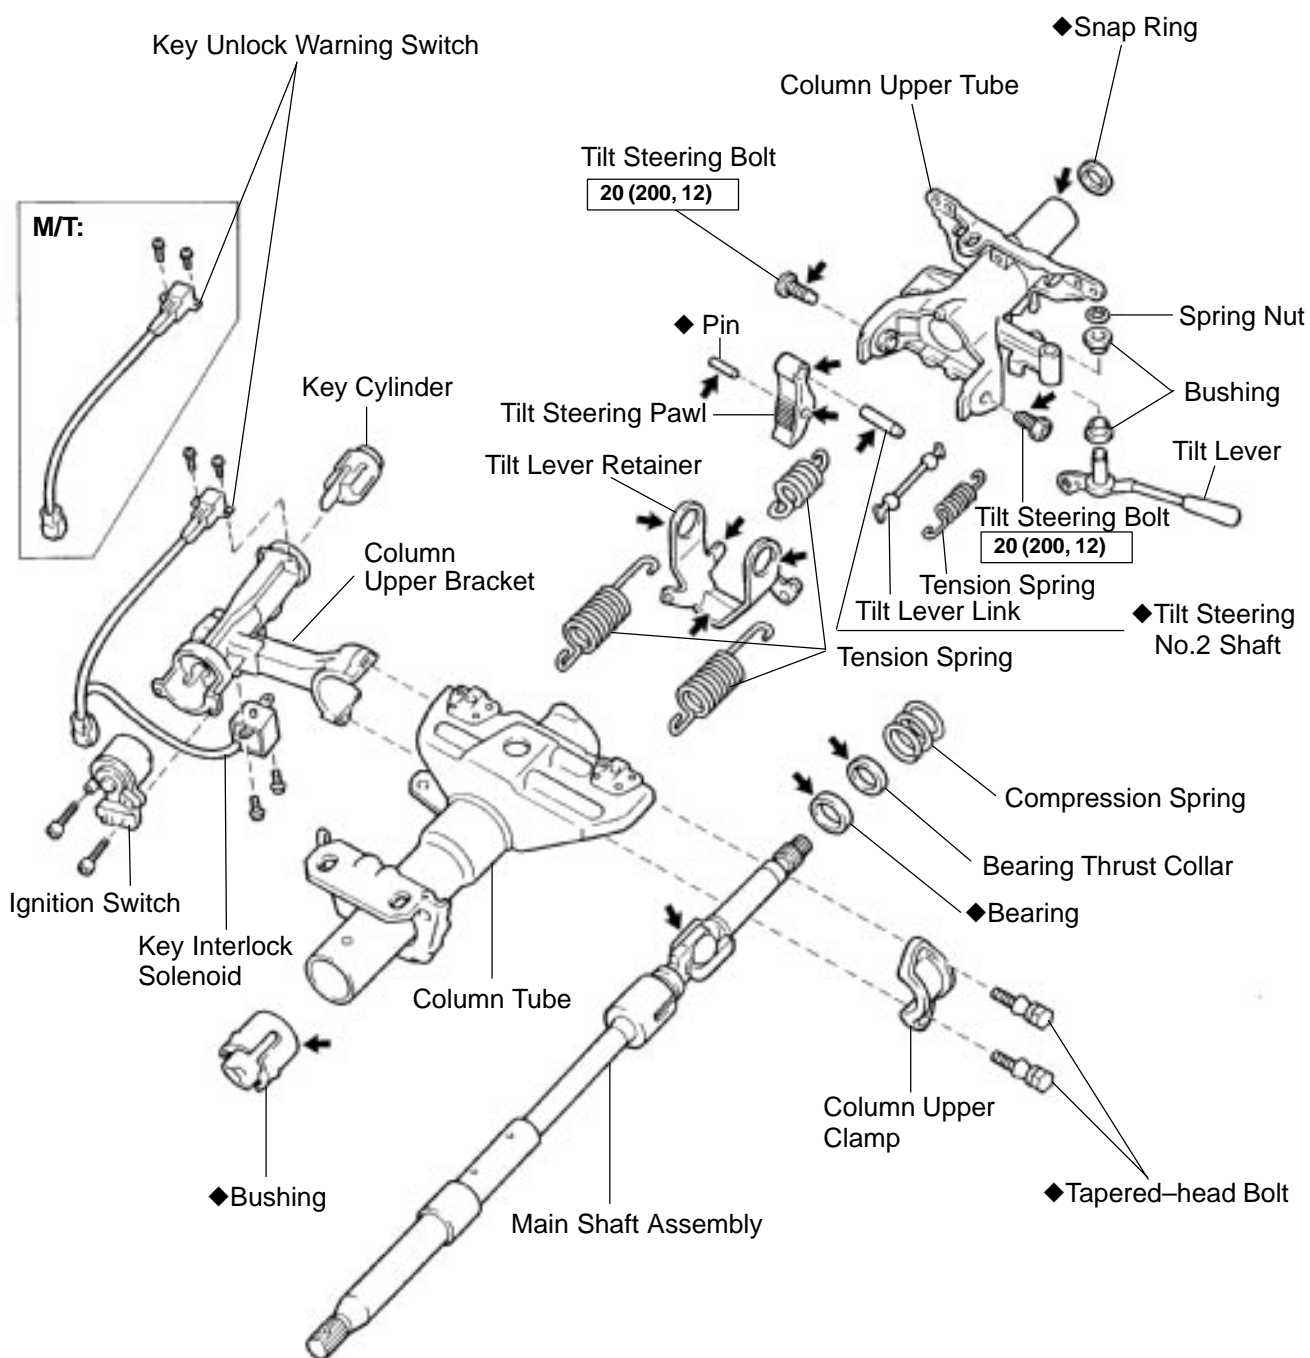 Key Unlock Warning Switch
◆Snap Ring
Column Upper Tube
Tilt Steering Bolt
20 (200, 12)
M/T:
◆ Pin
Spring Nut
Key Cylinder
Tilt Steering Pawl
Bushing
Tilt Lever Retainer
Tilt Lever
Tilt Steering Bolt
20 (200, 12)
Column
Upper Bracket
Tension Spring
Tilt Lever Link
◆Tilt Steering
No.2 Shaft
Tension Spring
Compression Spring
Bearing Thrust Collar
Ignition Switch
◆Bearing
Key Interlock
Solenoid
Column Tube
Column Upper
Clamp
◆Bushing
◆Tapered–head Bolt
Main Shaft Assembly